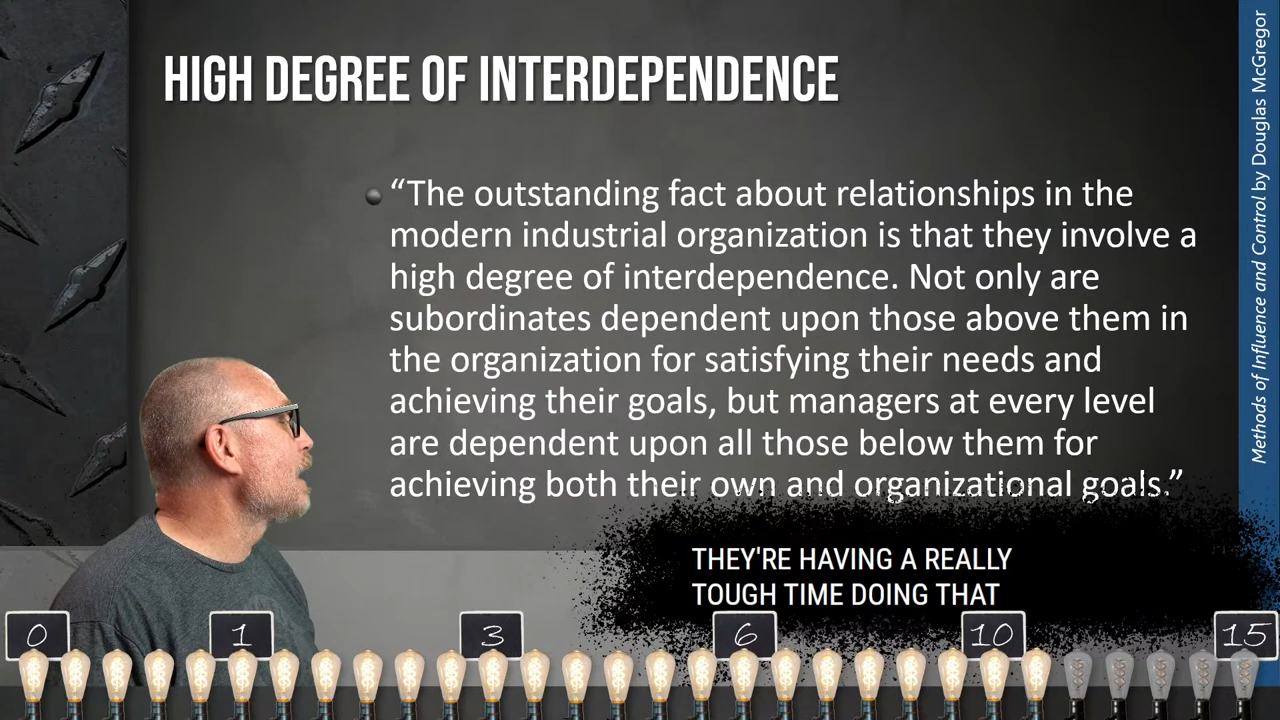 HIGH DEGREE OF INTERDEPENDENCE
“The outstanding fact about relationships in the
modern industrial organization is that they involve a
high degree of interdependence. Not only are
subordinates dependent upon those above them in
the organization for satisfying their needs and
achieving their goals, but managers at every level
are dependent upon all those below them for
achieving both their own and organizational goals.”
Methods of Influence and Control by Douglas McGregor
THEY'RE HAVING A REALLY
TOUGH TIME DOING THAT
0 1 3 6 10 15